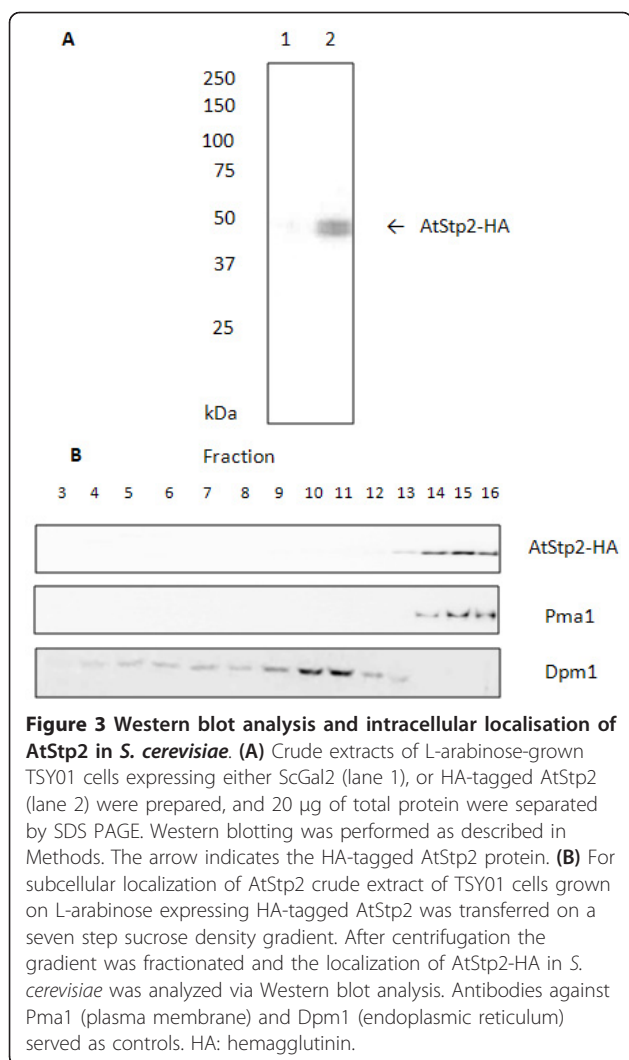 A 1 2
250
150
100
75
50 ← AtStp2-HA
37
25
kDa
B Fraction
3 4 5 6 7 8 9 10 11 12 13 14 15 16
AtStp2-HA
Pma1
Dpm1
Figure 3 Western blot analysis and intracellular localisation of
AtStp2 in S. cerevisiae. (A) Crude extracts of L-arabinose-grown
TSY01 cells expressing either ScGal2 (lane 1), or HA-tagged AtStp2
(lane 2) were prepared, and 20 μg of total protein were separated
by SDS PAGE. Western blotting was performed as described in
Methods. The arrow indicates the HA-tagged AtStp2 protein. (B) For
subcellular localization of AtStp2 crude extract of TSY01 cells grown
on L-arabinose expressing HA-tagged AtStp2 was transferred on a
seven step sucrose density gradient. After centrifugation the
gradient was fractionated and the localization of AtStp2-HA in S.
cerevisiae was analyzed via Western blot analysis. Antibodies against
Pma1 (plasma membrane) and Dpm1 (endoplasmic reticulum)
served as controls. HA: hemagglutinin.